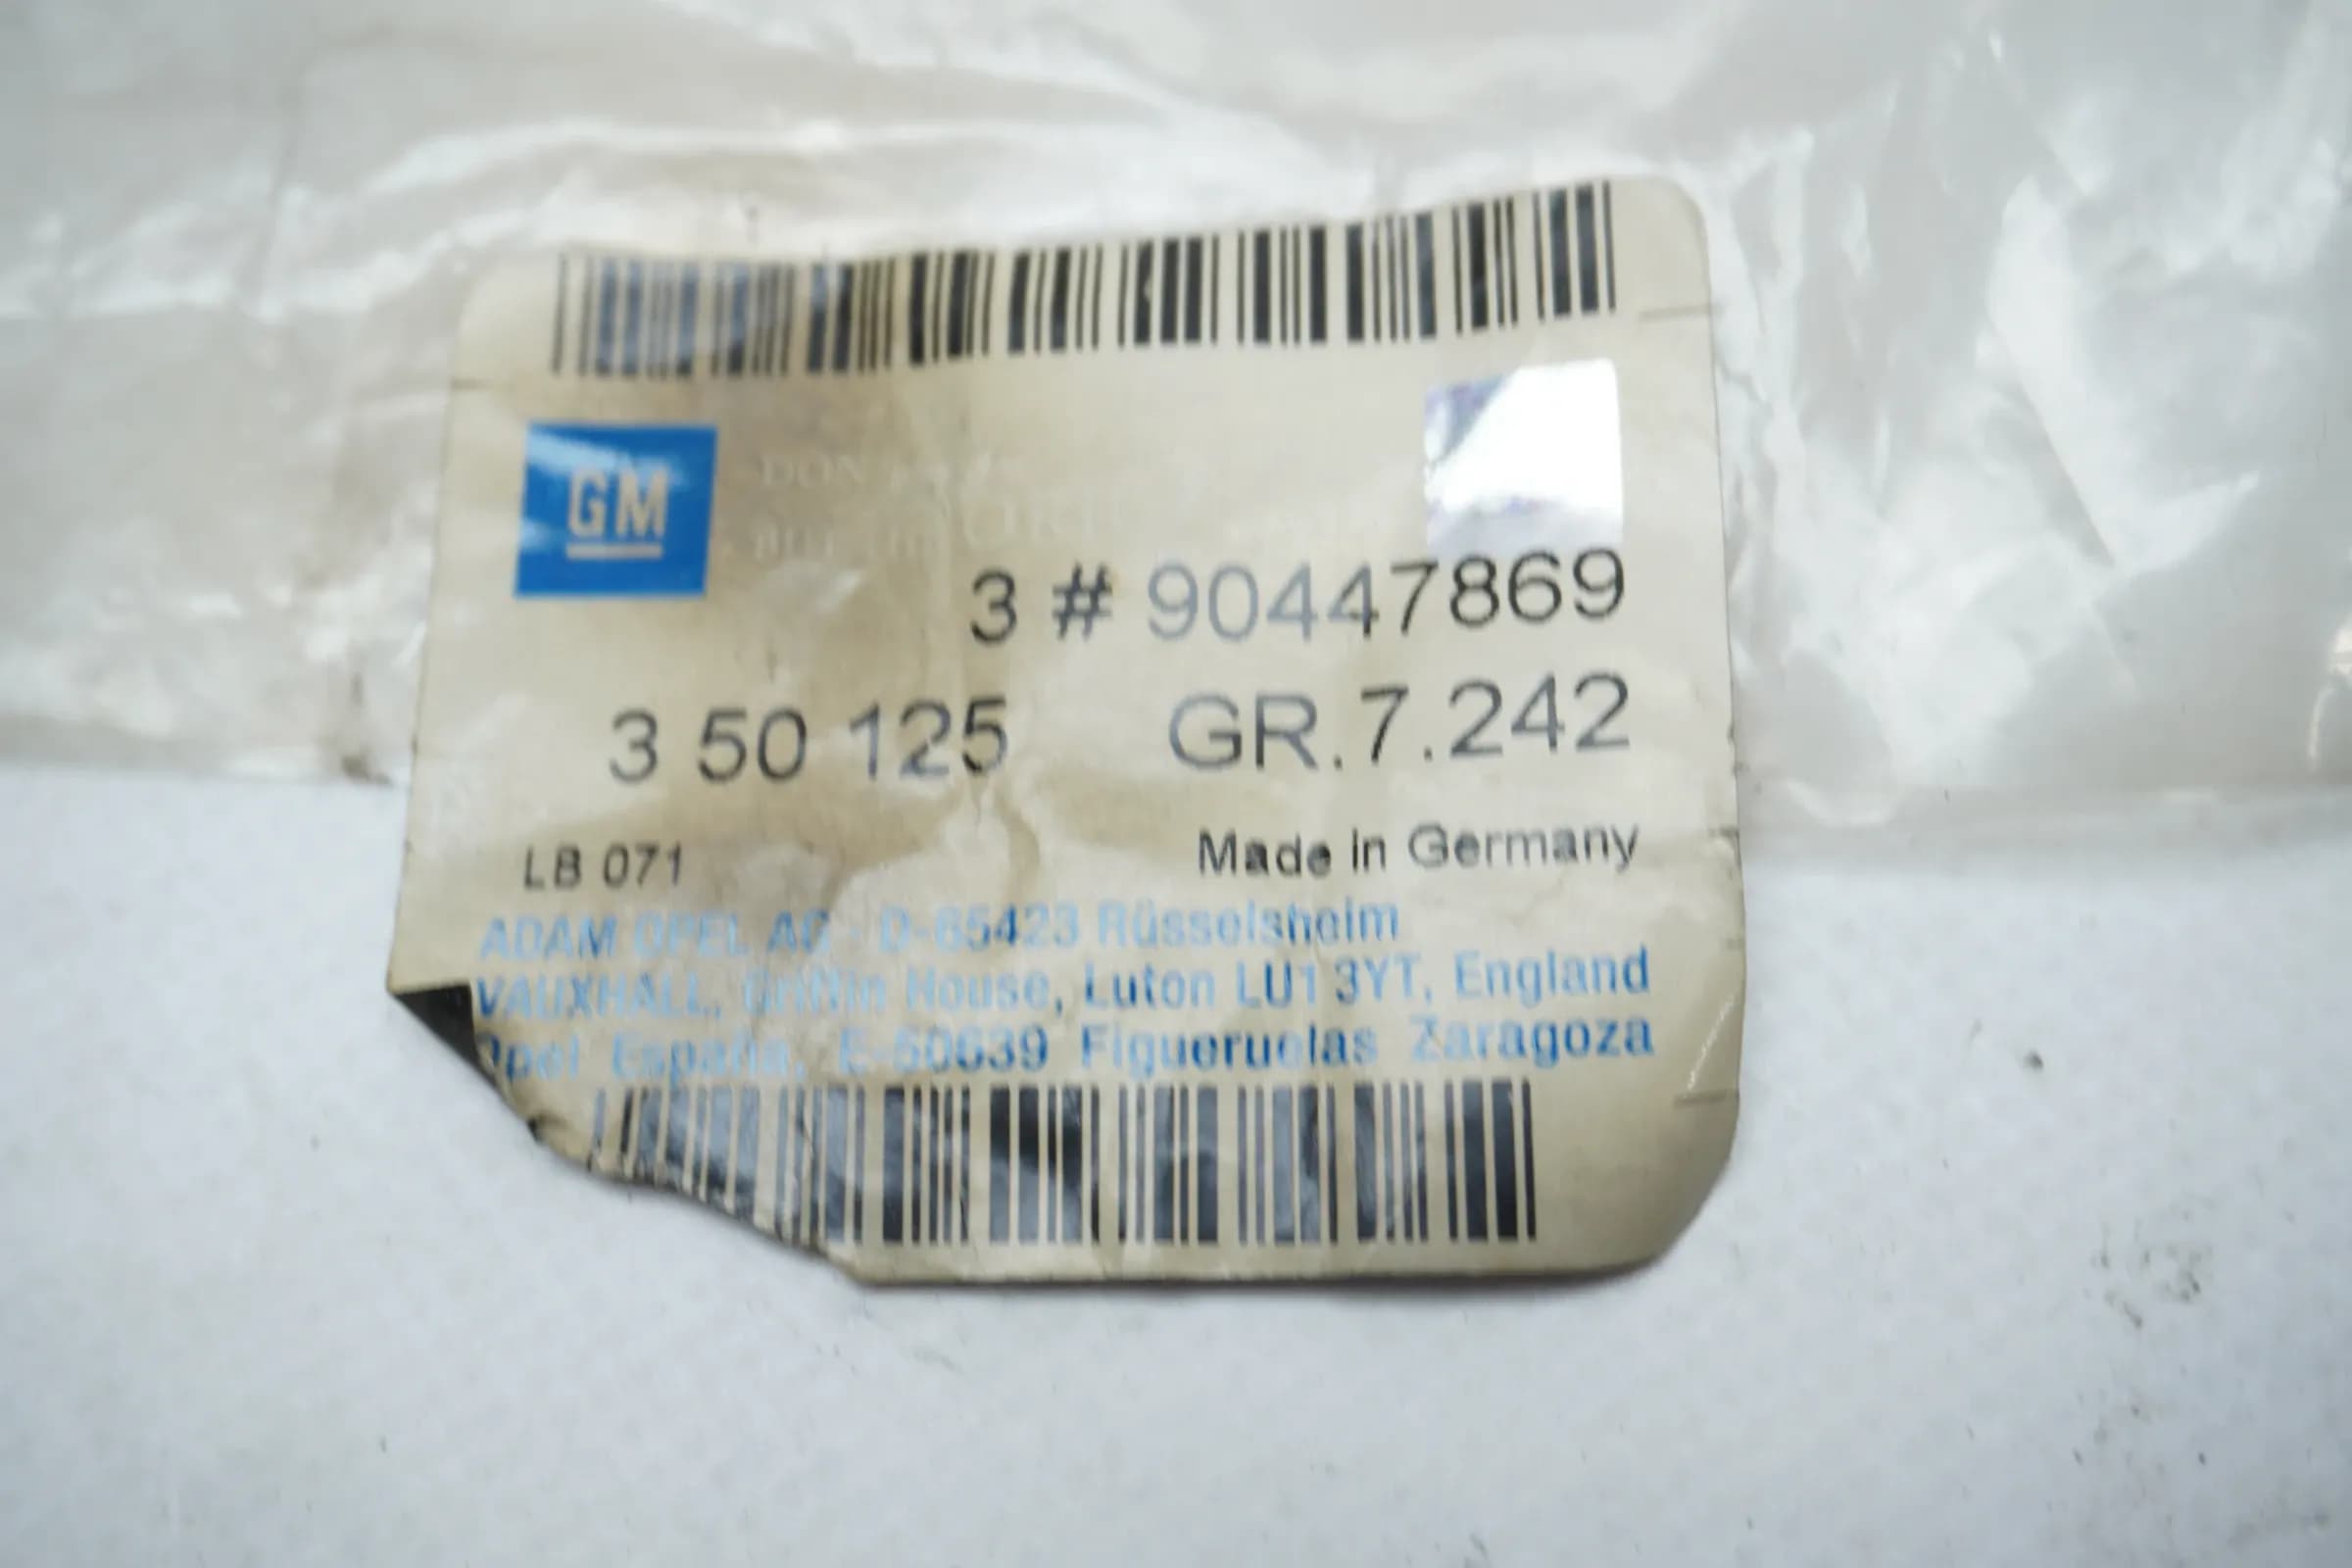 GM
3 # 90447869
3 50 125 GR.7.242
LB 071 Made in Germany
ADAM OPEL AG - D-65423 Rüsselsheim
VAUXHALL, Griffin House, Luton LU1 3YT, England
Opel España, E-50639 Figueruelas Zaragoza